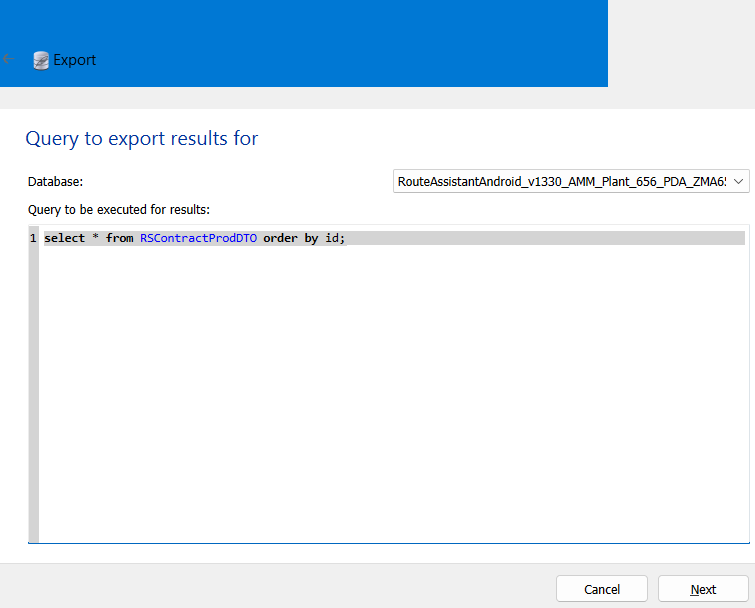 Export
Query to export results for
Database:
RouteAssistantAndroid_v1330_AMM_Plant_656_PDA_ZMA65
Query to be executed for results:
1 select * from RSContractProdDTO order by id;
Cancel
Next